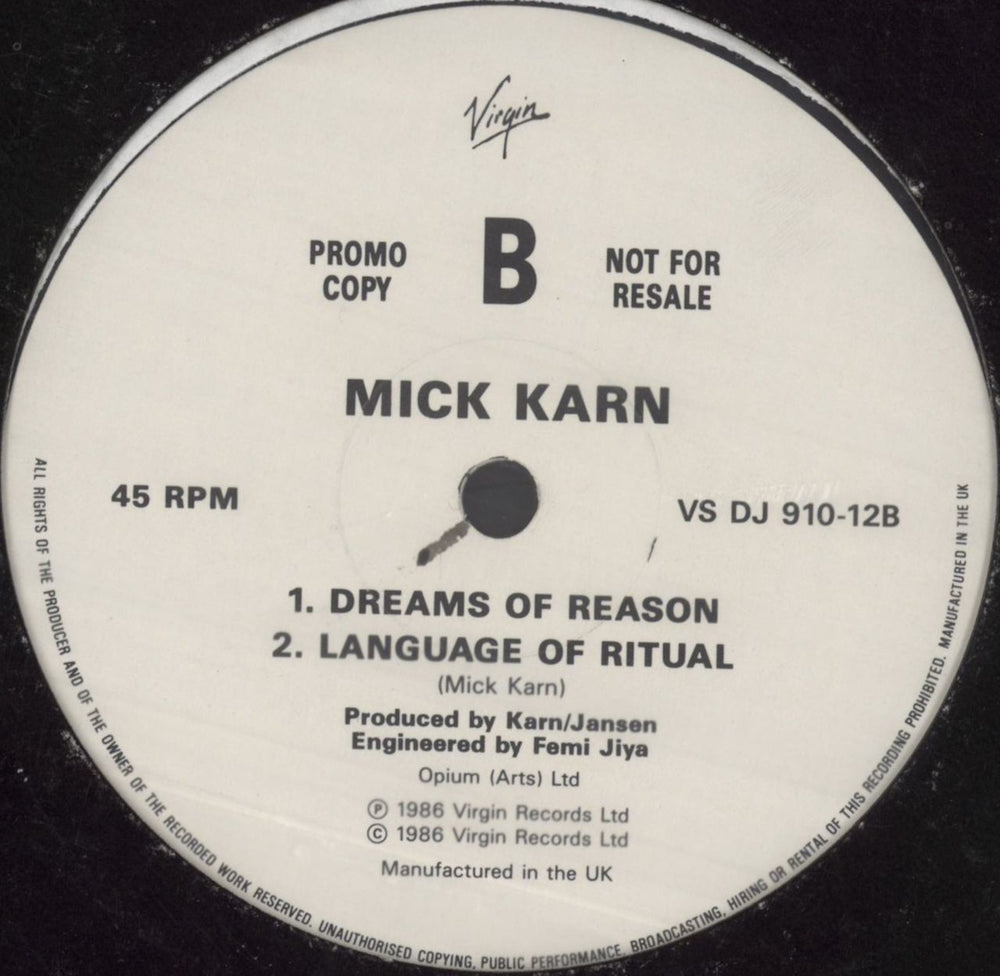 Virgin
PROMO
COPY
B
NOT FOR
RESALE
MICK KARN
45 RPM
VS DJ 910-12B
1. DREAMS OF REASON
2. LANGUAGE OF RITUAL
(Mick Karn)
Produced by Karn/Jansen
Engineered by Femi Jiya
Opium (Arts) Ltd
℗ 1986 Virgin Records Ltd
© 1986 Virgin Records Ltd
Manufactured in the UK
ALL RIGHTS OF THE PRODUCER AND OF THE OWNER OF THE RECORDED WORK RESERVED. UNAUTHORISED COPYING, PUBLIC PERFORMANCE, BROADCASTING, HIRING OR RENTAL OF THIS RECORDING PROHIBITED. MANUFACTURED IN THE UK